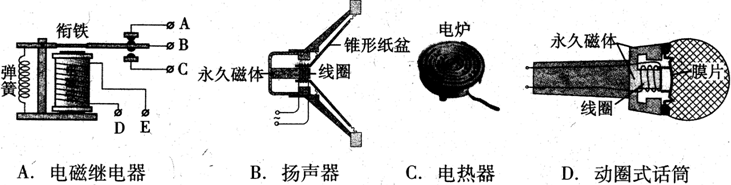 衔铁
A
B
C
弹簧
D
E
A. 电磁继电器
永久磁体
线圈
锥形纸盆
B. 扬声器
电炉
C. 电热器
永久磁体
线圈
膜片
D. 动圈式话筒